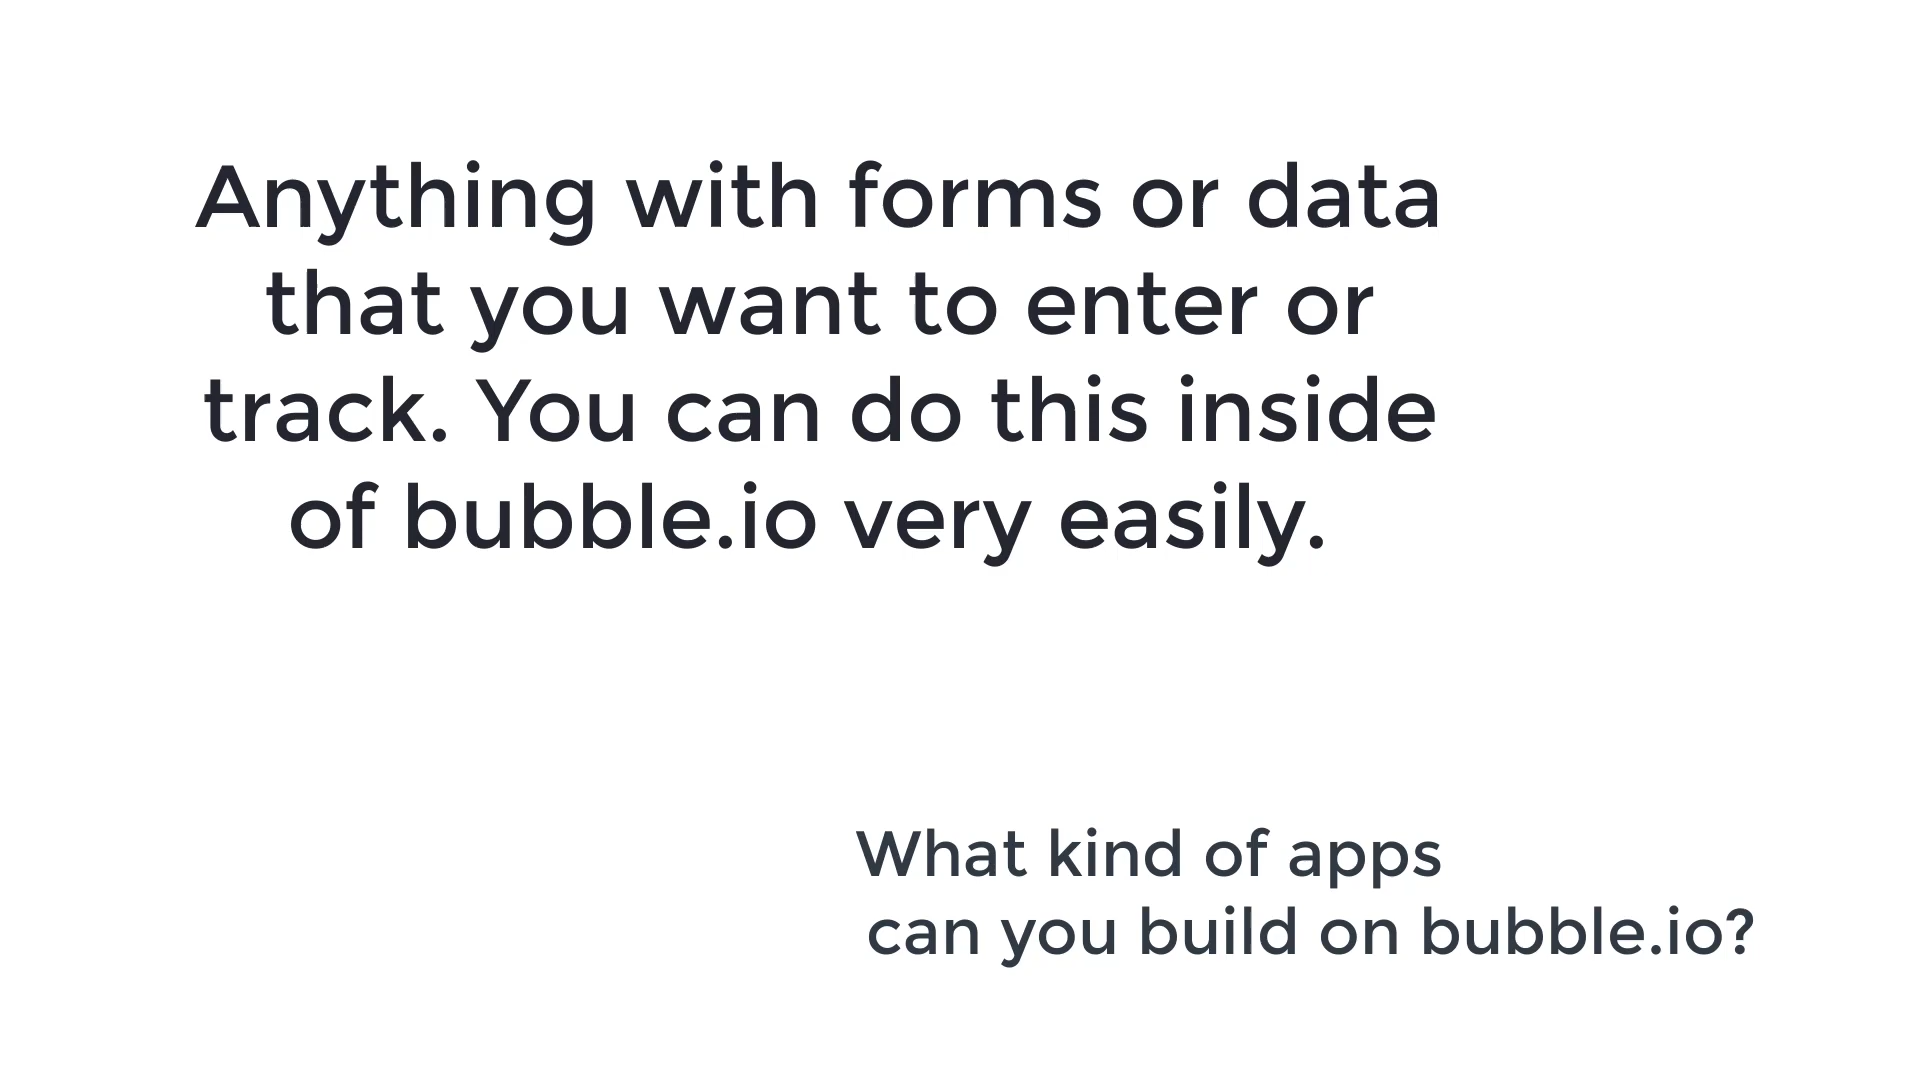 Anything with forms or data
that you want to enter or
track. You can do this inside
of bubble.io very easily.
What kind of apps
can you build on bubble.io?